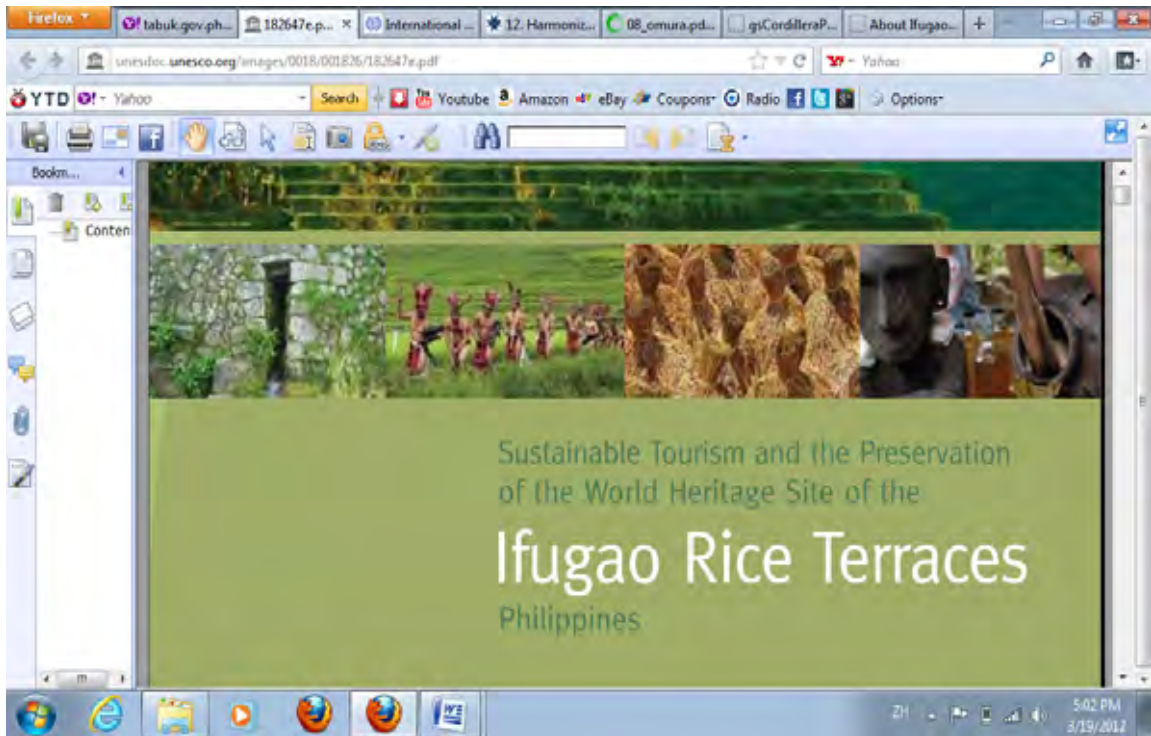 Firefox
tabuk.gov.ph...
182647e.p... ×
International ...
12. Harmoniz...
08_omura.pd...
gsCordilleraP...
About Ifugao...
+
unesdoc.unesco.org/images/0018/001826/182647e.pdf
Yahoo
YTD
Yahoo
Search
Youtube
Amazon
eBay
Coupons
Radio
Options
Bookm...
Conten
Sustainable Tourism and the Preservation
of the World Heritage Site of the
Ifugao Rice Terraces
Philippines
ZH
5:02 PM
3/19/2012